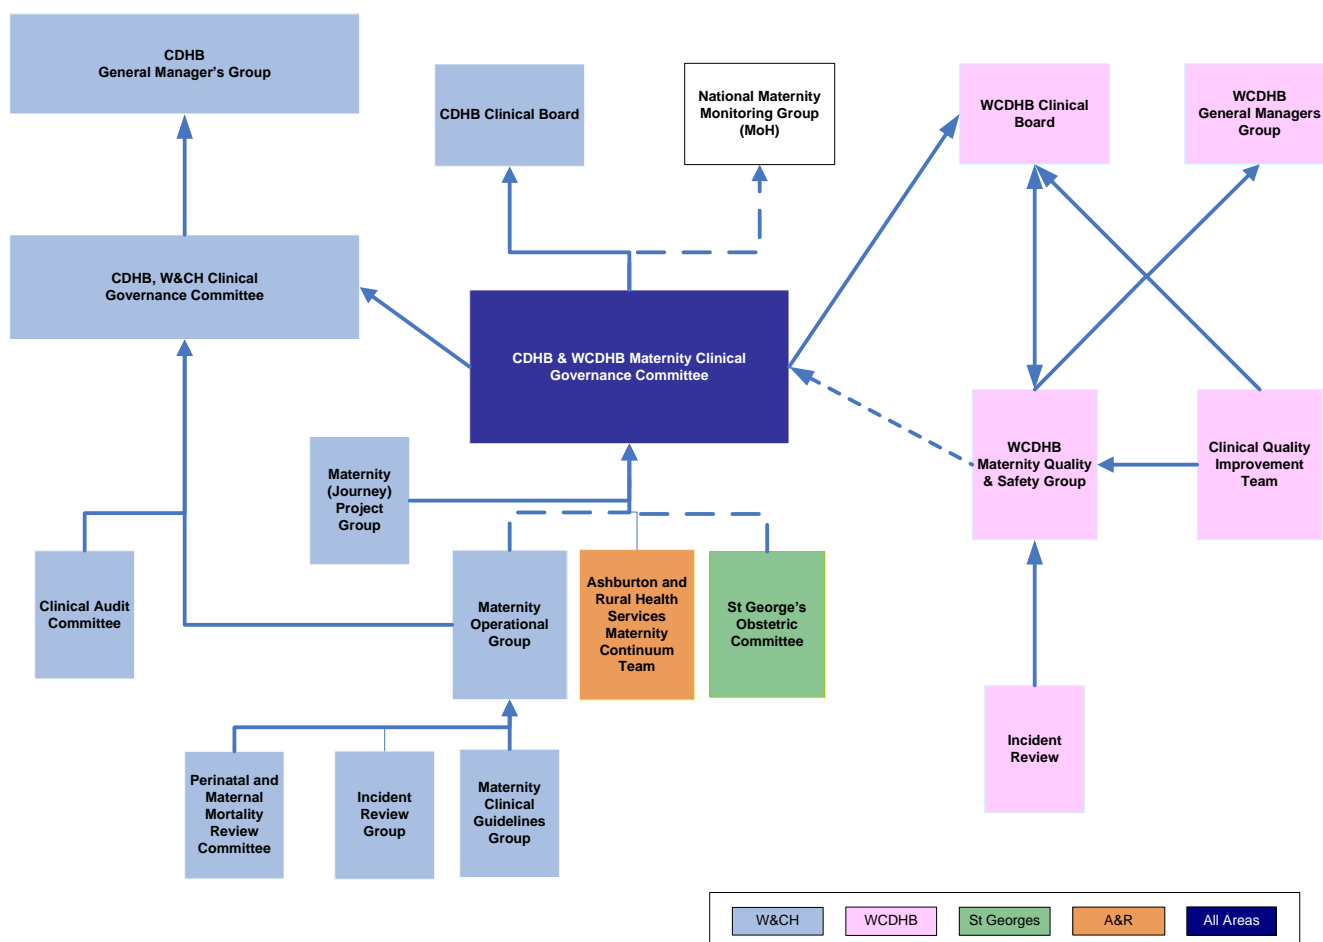 CDHB
General Manager's Group
CDHB Clinical Board
National Maternity
Monitoring Group
(MoH)
WCDHB Clinical
Board
WCDHB
General Managers
Group
CDHB, W&CH Clinical
Governance Committee
CDHB & WCDHB Maternity Clinical
Governance Committee
Maternity
(Journey)
Project
Group
WCDHB
Maternity Quality
& Safety Group
Clinical Quality
Improvement
Team
Clinical Audit
Committee
Maternity
Operational
Group
Ashburton and
Rural Health
Services
Maternity
Continuum
Team
St George's
Obstetric
Committee
Incident
Review
Perinatal and
Maternal
Mortality
Review
Committee
Incident
Review
Group
Maternity
Clinical
Guidelines
Group
W&CH
WCDHB
St Georges
A&R
All Areas